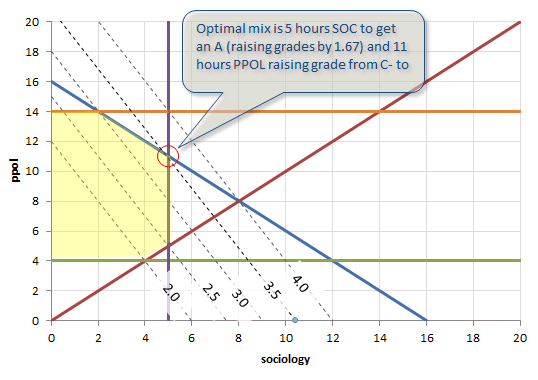 Optimal mix is 5 hours SOC to get
an A (raising grades by 1.67) and 11
hours PPOL raising grade from C- to
20
18
16
14
12
10
8
6
4
2
0
ppol
2.0
2.5
3.0
3.5
4.0
0 2 4 6 8 10 12 14 16 18 20
sociology